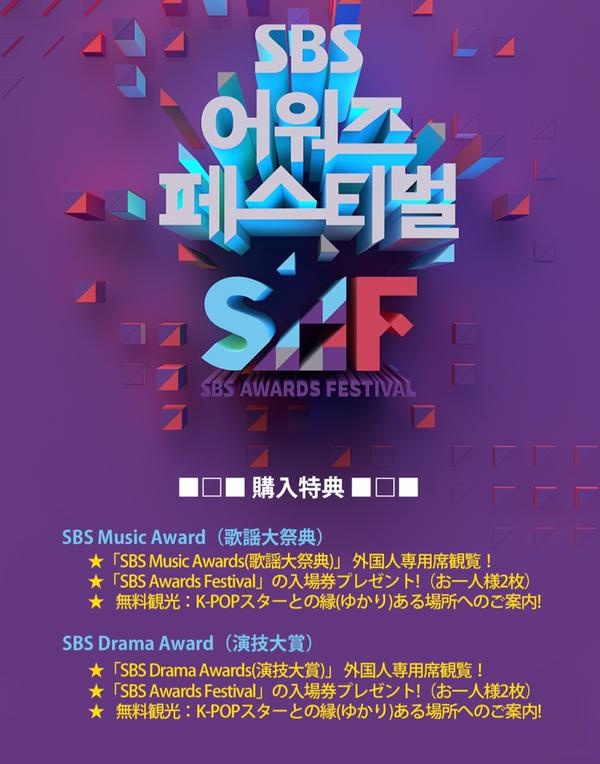 SBS
어워즈
페스티벌
SAF
SBS AWARDS FESTIVAL
■□■ 購入特典 ■□■
SBS Music Award（歌謡大祭典）
★「SBS Music Awards(歌謡大祭典)」 外国人専用席観覧！
★「SBS Awards Festival」の入場券プレゼント!（お一人様2枚）
★ 無料観光：K-POPスターとの縁(ゆかり)ある場所へのご案内!
SBS Drama Award（演技大賞）
★「SBS Drama Awards(演技大賞)」 外国人専用席観覧！
★「SBS Awards Festival」の入場券プレゼント!（お一人様2枚）
★ 無料観光：K-POPスターとの縁(ゆかり)ある場所へのご案内!